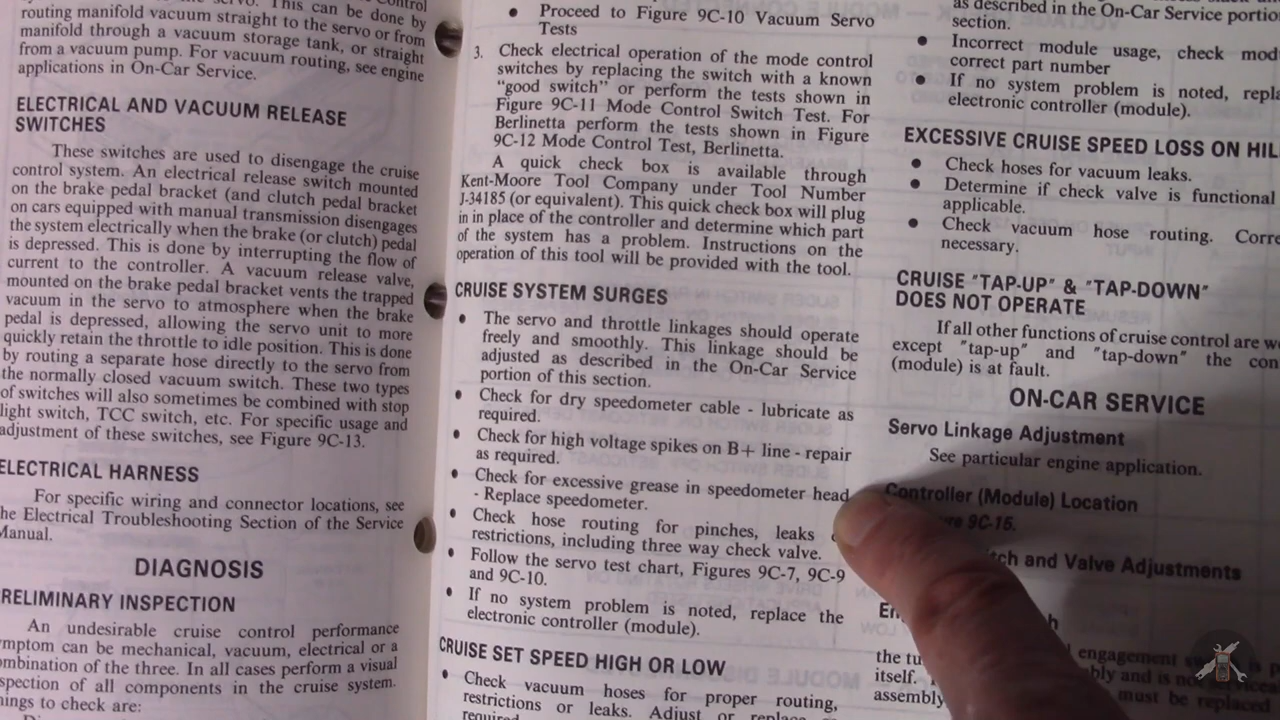 routing manifold vacuum straight to the servo or from
manifold through a vacuum storage tank, or straight
from a vacuum pump. For vacuum routing, see engine
applications in On-Car Service.
ELECTRICAL AND VACUUM RELEASE
SWITCHES
These switches are used to disengage the cruise
control system. An electrical release switch mounted
on the brake pedal bracket (and clutch pedal bracket
on cars equipped with manual transmission disengages
the system electrically when the brake (or clutch) pedal
is depressed. This is done by interrupting the flow of
current to the controller. A vacuum release valve,
mounted on the brake pedal bracket vents the trapped
vacuum in the servo to atmosphere when the brake
pedal is depressed, allowing the servo unit to more
quickly retain the throttle to idle position. This is done
by routing a separate hose directly to the servo from
the normally closed vacuum switch. These two types
of switches will also sometimes be combined with stop
light switch, TCC switch, etc. For specific usage and
adjustment of these switches, see Figure 9C-13.
ELECTRICAL HARNESS
For specific wiring and connector locations, see
the Electrical Troubleshooting Section of the Service
Manual.
DIAGNOSIS
RELIMINARY INSPECTION
An undesirable cruise control performance
mptom can be mechanical, vacuum, electrical or a
mbination of the three. In all cases perform a visual
spection of all components in the cruise system.
ings to check are:
• Proceed to Figure 9C-10 Vacuum Servo
Tests
3. Check electrical operation of the mode control
switches by replacing the switch with a known
"good switch" or perform the tests shown in
Figure 9C-11 Mode Control Switch Test. For
Berlinetta perform the tests shown in Figure
9C-12 Mode Control Test, Berlinetta.
A quick check box is available through
Kent-Moore Tool Company under Tool Number
J-34185 (or equivalent). This quick check box will plug
in in place of the controller and determine which part
of the system has a problem. Instructions on the
operation of this tool will be provided with the tool.
CRUISE SYSTEM SURGES
• The servo and throttle linkages should operate
freely and smoothly. This linkage should be
adjusted as described in the On-Car Service
portion of this section.
• Check for dry speedometer cable - lubricate as
required.
• Check for high voltage spikes on B+ line - repair
as required.
• Check for excessive grease in speedometer head
- Replace speedometer.
• Check hose routing for pinches, leaks
restrictions, including three way check valve.
• Follow the servo test chart, Figures 9C-7, 9C-9
and 9C-10.
• If no system problem is noted, replace the
electronic controller (module).
CRUISE SET SPEED HIGH OR LOW
• Check vacuum hoses for proper routing,
restrictions or leaks. Adjust or replace
required.
as described in the On-Car Service portio
section.
• Incorrect module usage, check mod
correct part number
• If no system problem is noted, repla
electronic controller (module).
EXCESSIVE CRUISE SPEED LOSS ON HIL
• Check hoses for vacuum leaks.
• Determine if check valve is functional
applicable.
• Check vacuum hose routing. Corre
necessary.
CRUISE "TAP-UP" & "TAP-DOWN"
DOES NOT OPERATE
If all other functions of cruise control are w
except "tap-up" and "tap-down" the con
(module) is at fault.
ON-CAR SERVICE
Servo Linkage Adjustment
See particular engine application.
Controller (Module) Location
re 9C-15.
tch and Valve Adjustments
En
h
engagement
the tu
itself.
assembly
must be replaced